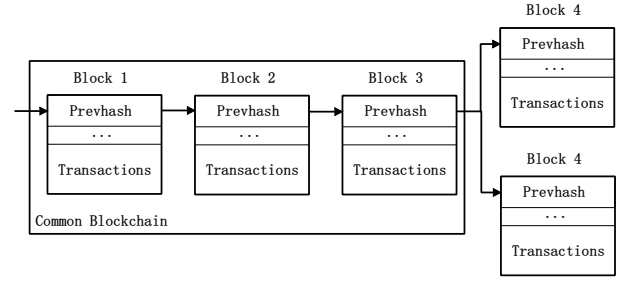 Block 4
Prevhash
...
Transactions
Block 1
Prevhash
...
Transactions
Block 2
Prevhash
...
Transactions
Block 3
Prevhash
...
Transactions
Common Blockchain
Block 4
Prevhash
...
Transactions